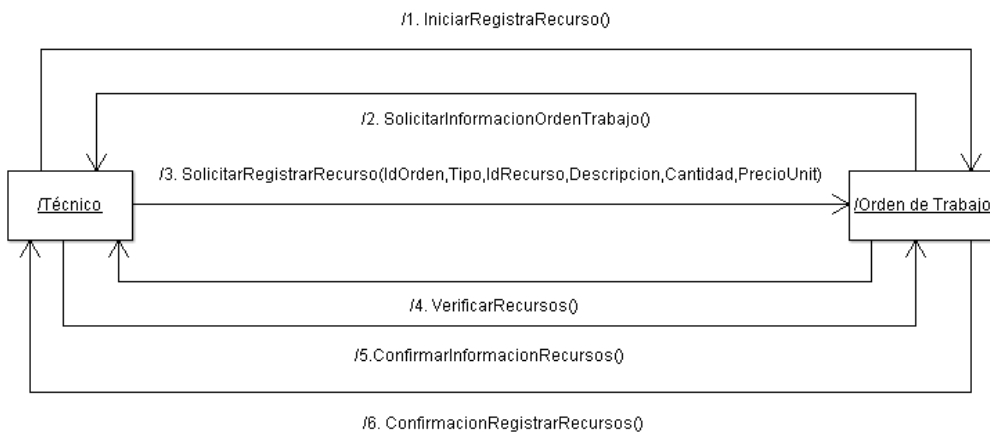 /1. IniciarRegistraRecurso()
/2. SolicitarInformacionOrdenTrabajo()
/3. SolicitarRegistrarRecurso(IdOrden,Tipo,IdRecurso,Descripcion,Cantidad,PrecioUnit)
/Técnico
/Orden de Trabajo
/4. VerificarRecursos()
/5.ConfirmarInformacionRecursos()
/6. ConfirmacionRegistrarRecursos()